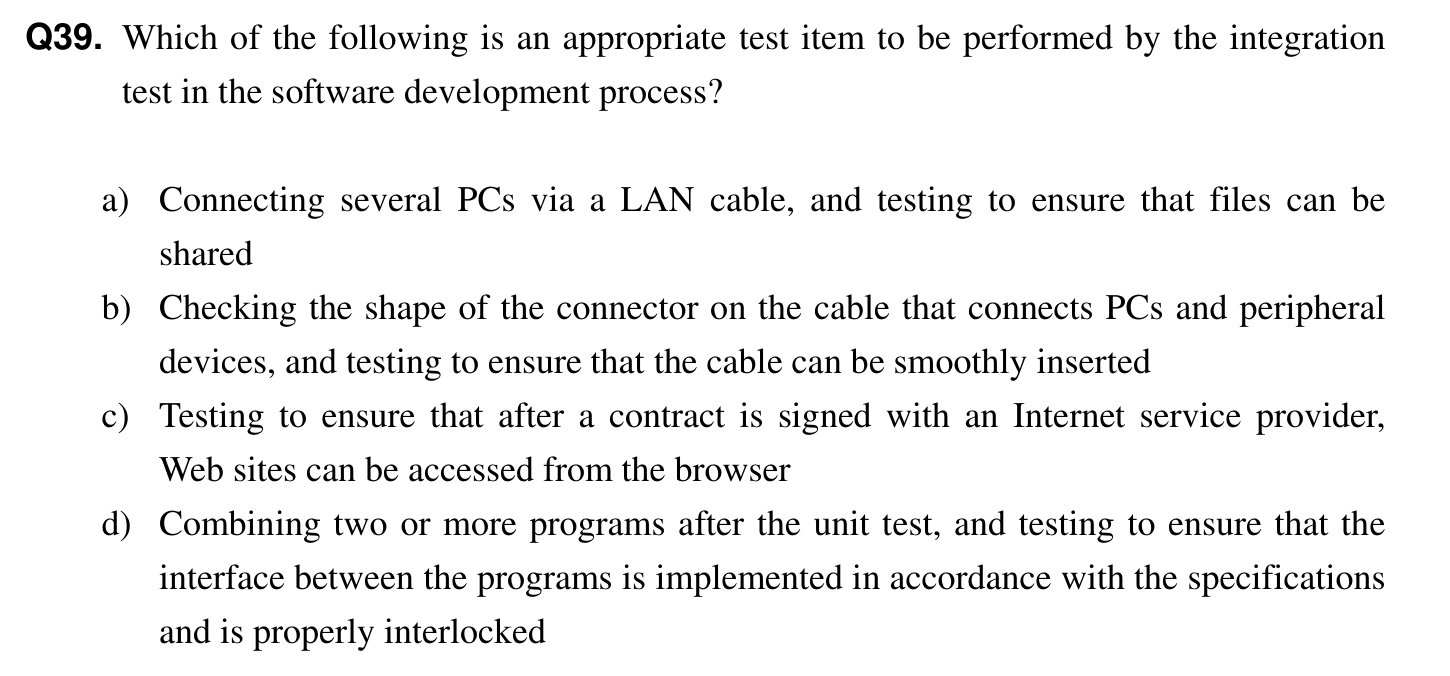 Q39. Which of the following is an appropriate test item to be performed by the integration
test in the software development process?
a) Connecting several PCs via a LAN cable, and testing to ensure that files can be
shared
b) Checking the shape of the connector on the cable that connects PCs and peripheral
devices, and testing to ensure that the cable can be smoothly inserted
c) Testing to ensure that after a contract is signed with an Internet service provider,
Web sites can be accessed from the browser
d) Combining two or more programs after the unit test, and testing to ensure that the
interface between the programs is implemented in accordance with the specifications
and is properly interlocked